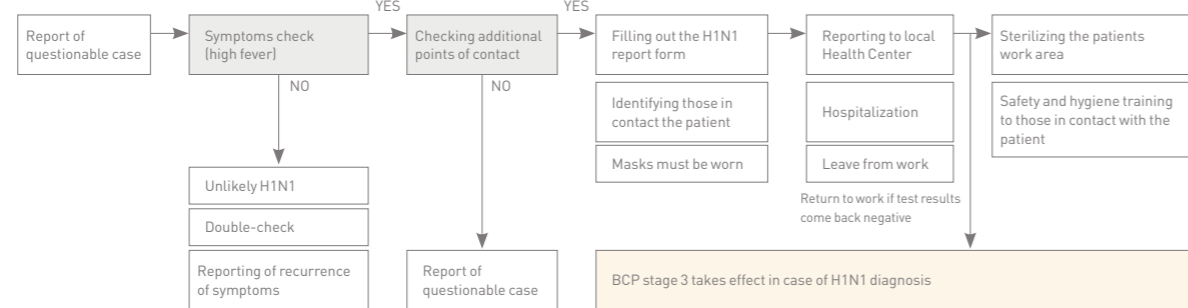 YES
YES
Report of
questionable case
Symptoms check
(high fever)
Checking additional
points of contact
Filling out the H1N1
report form
Reporting to local
Health Center
Sterilizing the patients
work area
NO
NO
Identifying those in
contact the patient
Hospitalization
Safety and hygiene training
to those in contact with the
patient
Masks must be worn
Leave from work
Unlikely H1N1
Return to work if test results
come back negative
Double-check
Reporting of recurrence
of symptoms
Report of
questionable case
BCP stage 3 takes effect in case of H1N1 diagnosis